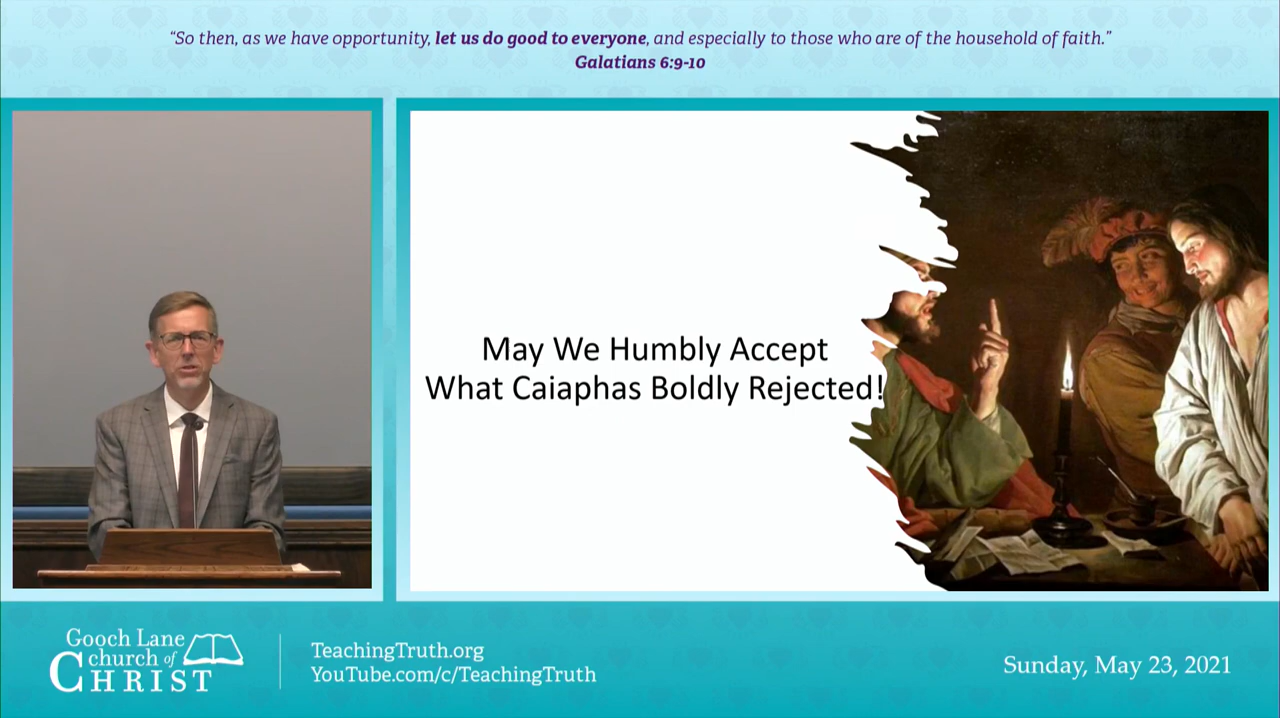 “So then, as we have opportunity, let us do good to everyone, and especially to those who are of the household of faith.”
Galatians 6:9-10
May We Humbly Accept
What Caiaphas Boldly Rejected!
Gooch Lane
church of
CHRIST
TeachingTruth.org
YouTube.com/c/TeachingTruth
Sunday, May 23, 2021